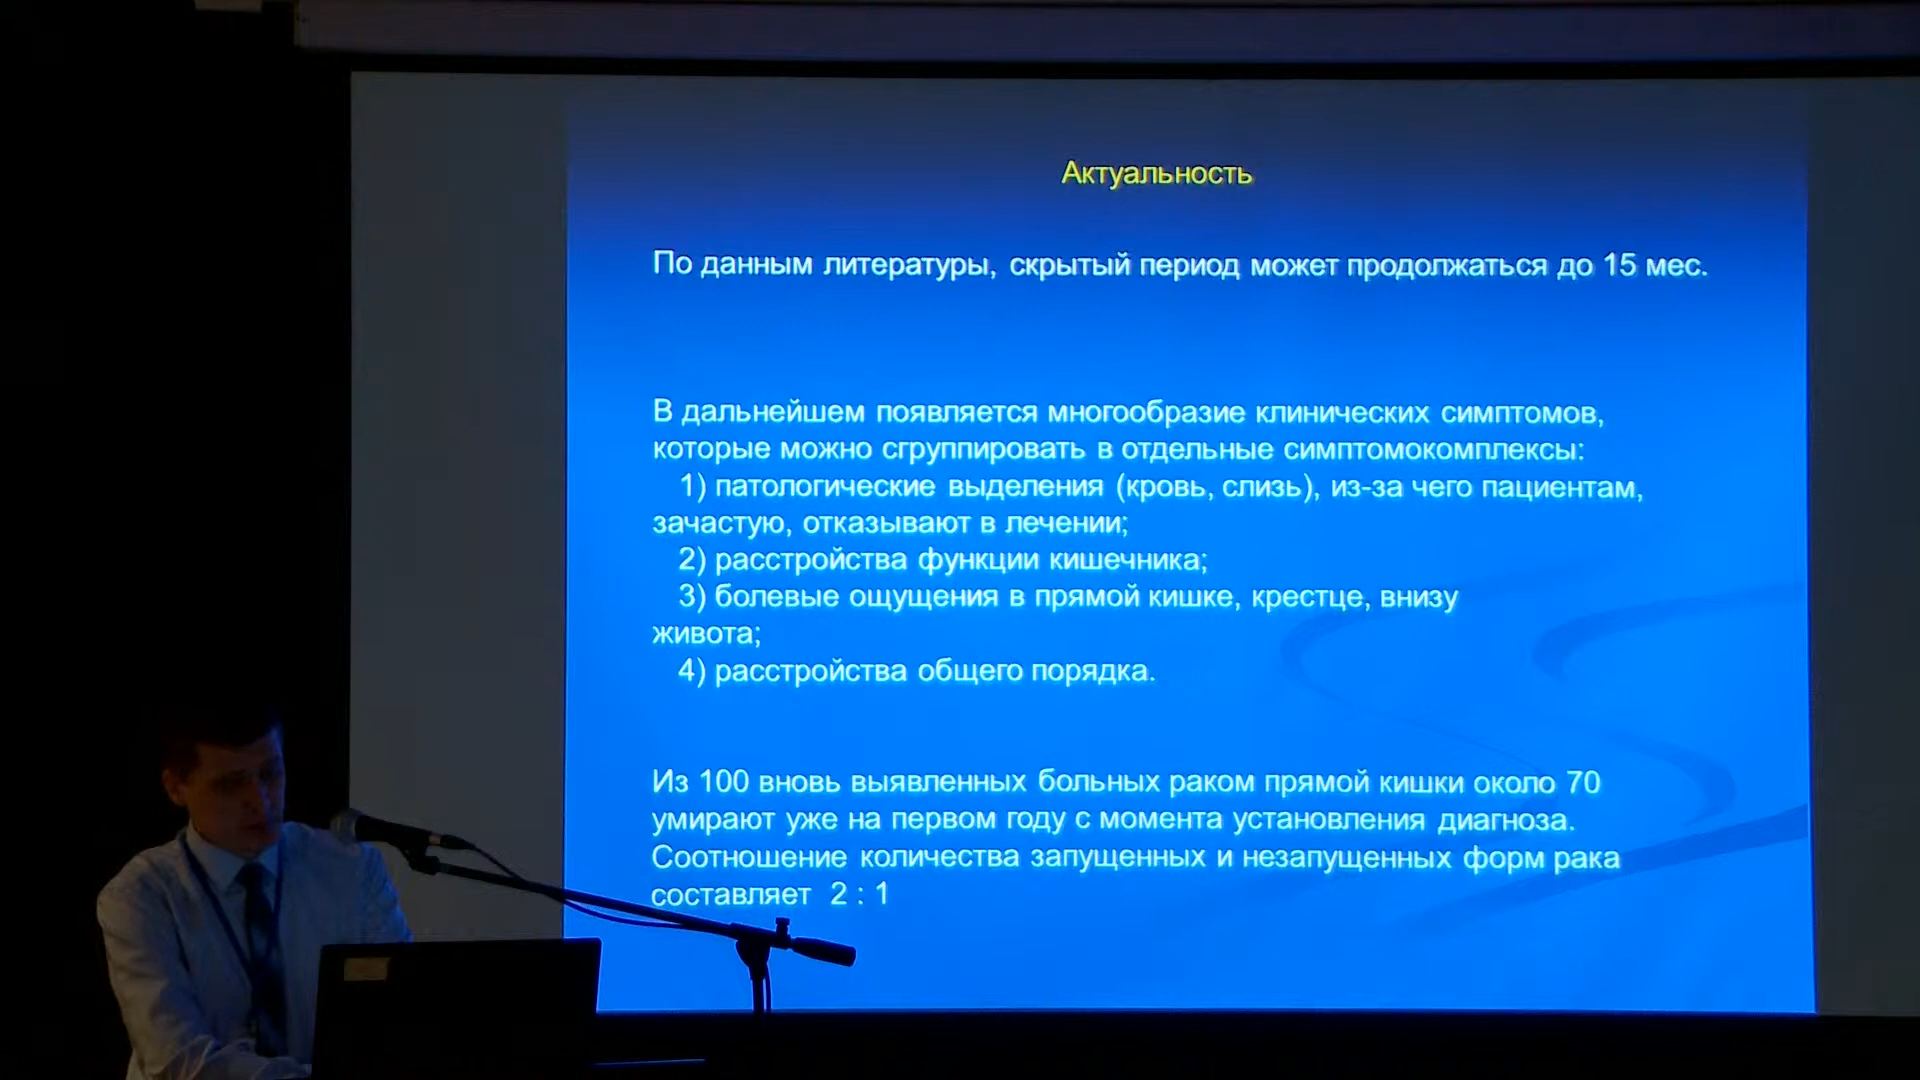 Актуальность
По данным литературы, скрытый период может продолжаться до 15 мес.
В дальнейшем появляется многообразие клинических симптомов,
которые можно сгруппировать в отдельные симптомокомплексы:
1) патологические выделения (кровь, слизь), из-за чего пациентам,
зачастую, отказывают в лечении;
2) расстройства функции кишечника;
3) болевые ощущения в прямой кишке, крестце, внизу
живота;
4) расстройства общего порядка.
Из 100 вновь выявленных больных раком прямой кишки около 70
умирают уже на первом году с момента установления диагноза.
Соотношение количества запущенных и незапущенных форм рака
составляет 2 : 1